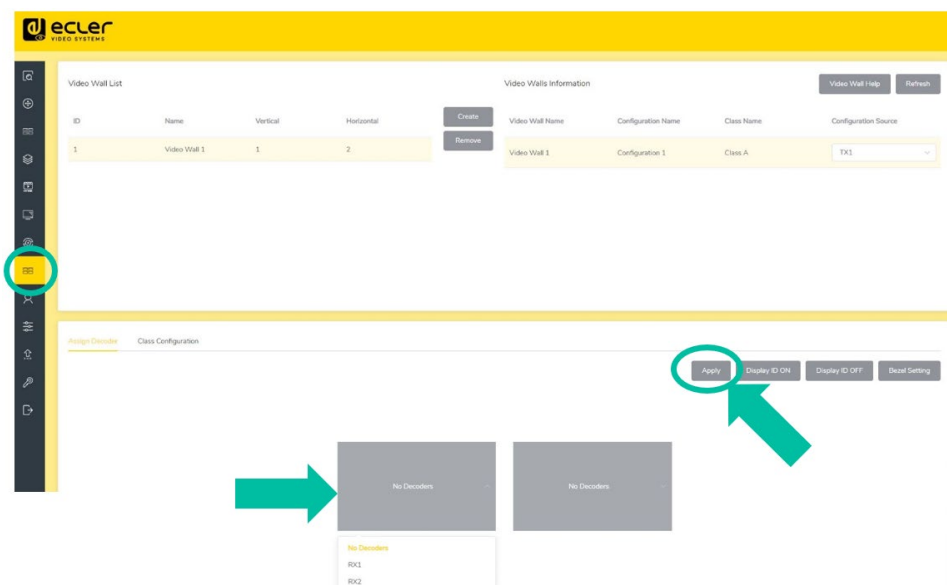 ecler
VIDEO SYSTEMS
Video Wall List
Video Walls Information
Video Wall Help
Refresh
ID
Name
Vertical
Horizontal
Create
Remove
1
Video Wall 1
1
2
Video Wall Name
Configuration Name
Class Name
Configuration Source
Video Wall 1
Configuration 1
Class A
TX1
Assign Decoder
Class Configuration
Apply
Display ID ON
Display ID OFF
Bezel Setting
No Decoders
No Decoders
No Decoders
RX1
RX2